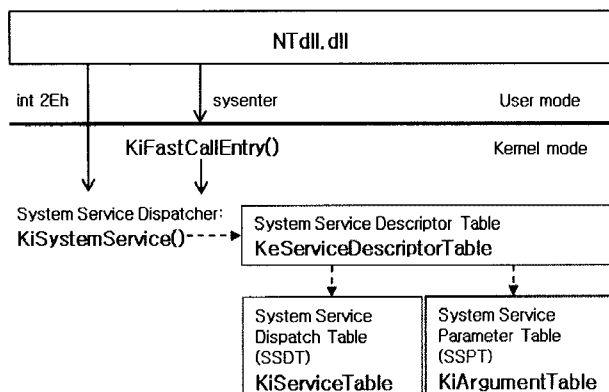 NTdll.dll
int 2Eh
sysenter
User mode
KiFastCallEntry()
Kernel mode
System Service Dispatcher:
KiSystemService()
System Service Descriptor Table
KeServiceDescriptorTable
System Service
Dispatch Table
(SSDT)
KiServiceTable
System Service
Parameter Table
(SSPT)
KiArgumentTable